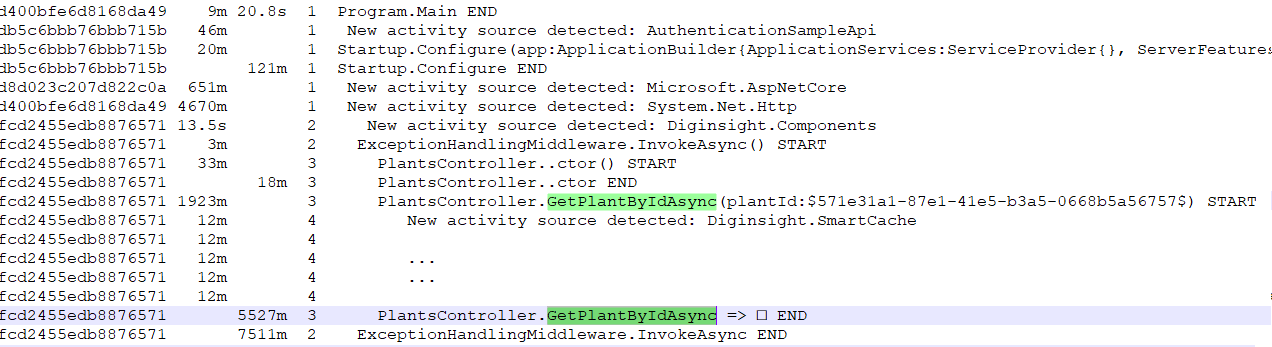 d400bfe6d8168da49 9m 20.8s 1 Program.Main END
db5c6bbb76bbb715b 46m 1 New activity source detected: AuthenticationSampleApi
db5c6bbb76bbb715b 20m 1 Startup.Configure(app:ApplicationBuilder{ApplicationServices:ServiceProvider{}, ServerFeatures
db5c6bbb76bbb715b 121m 1 Startup.Configure END
d8d023c207d822c0a 651m 1 New activity source detected: Microsoft.AspNetCore
d400bfe6d8168da49 4670m 1 New activity source detected: System.Net.Http
fcd2455edb8876571 13.5s 2 New activity source detected: Diginsight.Components
fcd2455edb8876571 3m 2 ExceptionHandlingMiddleware.InvokeAsync() START
fcd2455edb8876571 33m 3 PlantsController..ctor() START
fcd2455edb8876571 18m 3 PlantsController..ctor END
fcd2455edb8876571 1923m 3 PlantsController.GetPlantByIdAsync(plantId:$571e31a1-87e1-41e5-b3a5-0668b5a56757$) START
fcd2455edb8876571 12m 4 New activity source detected: Diginsight.SmartCache
fcd2455edb8876571 12m 4
fcd2455edb8876571 12m 4 ...
fcd2455edb8876571 12m 4 ...
fcd2455edb8876571 12m 4
fcd2455edb8876571 5527m 3 PlantsController.GetPlantByIdAsync => □ END
fcd2455edb8876571 7511m 2 ExceptionHandlingMiddleware.InvokeAsync END